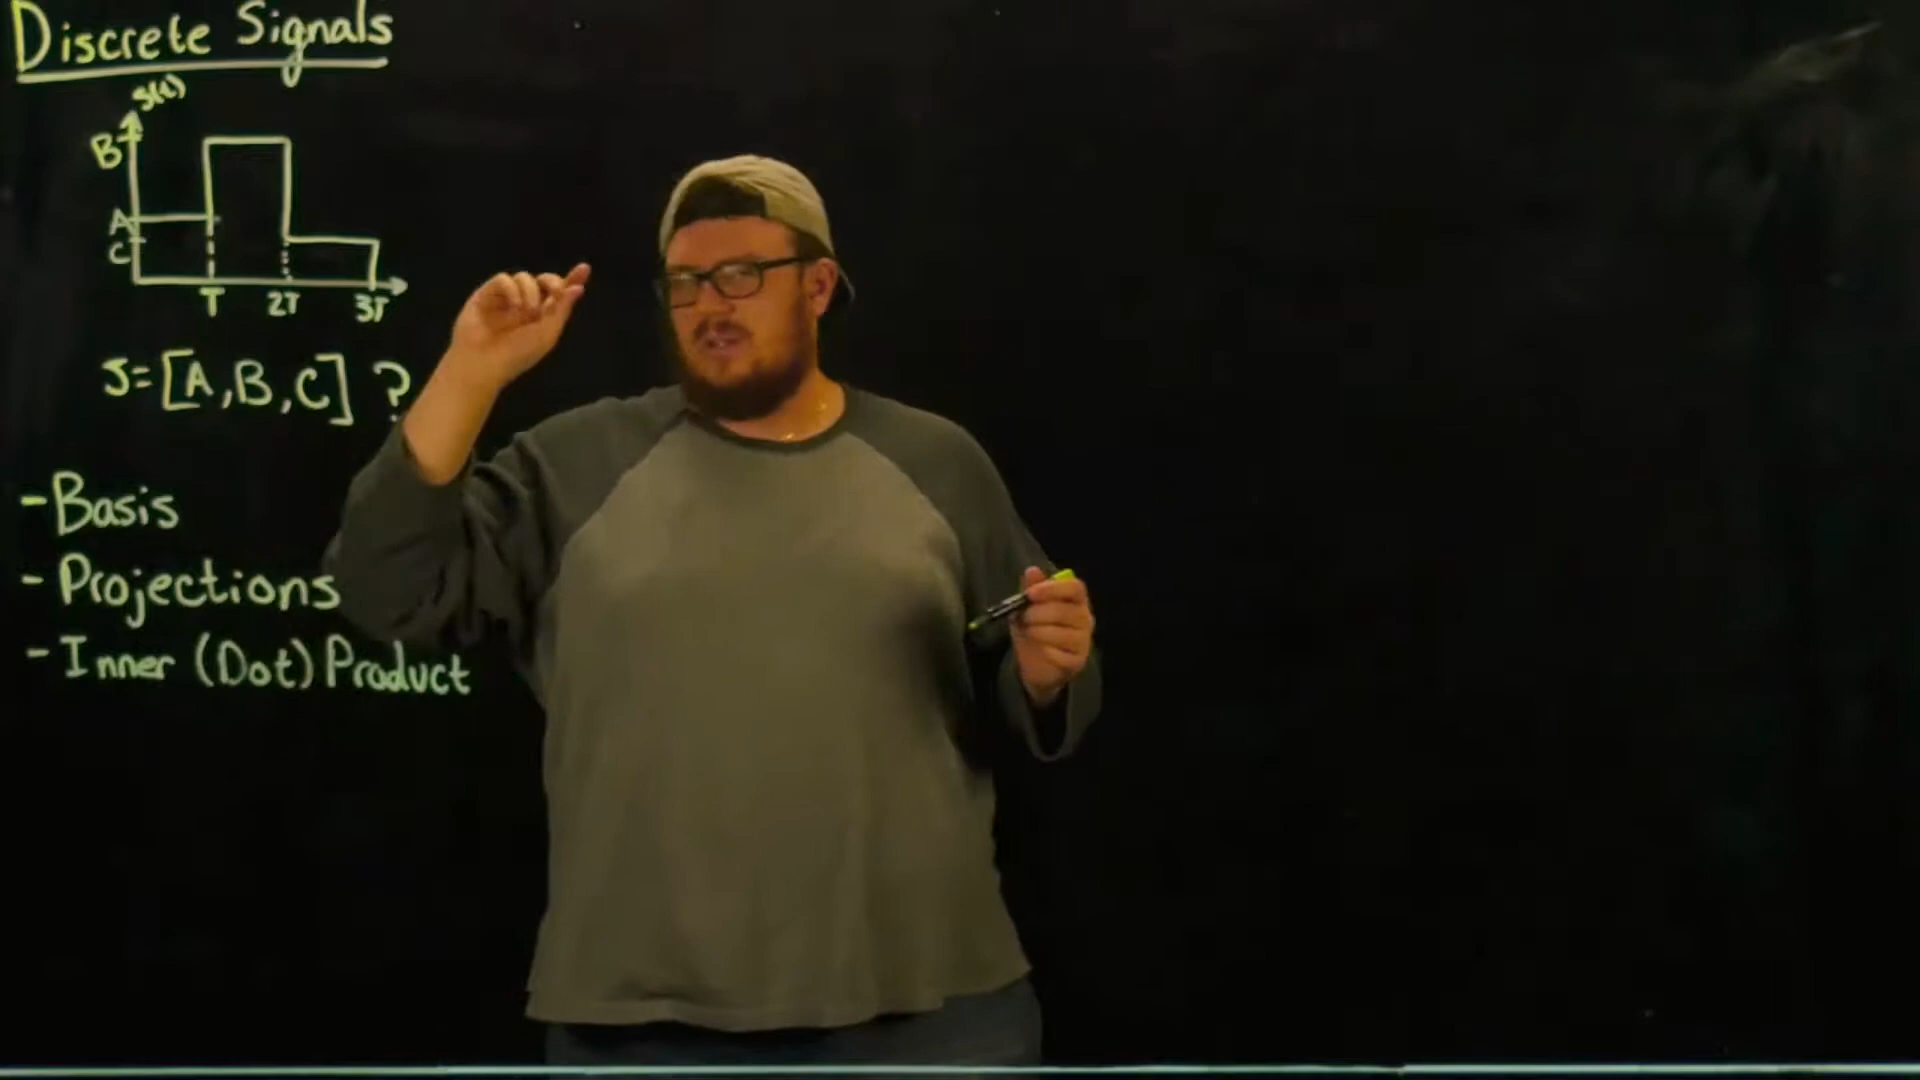 Discrete Signals
s(t)
B
A
C
T 2T 3T
S=[A,B,C] ?
- Basis
- Projections
- Inner (Dot) Product